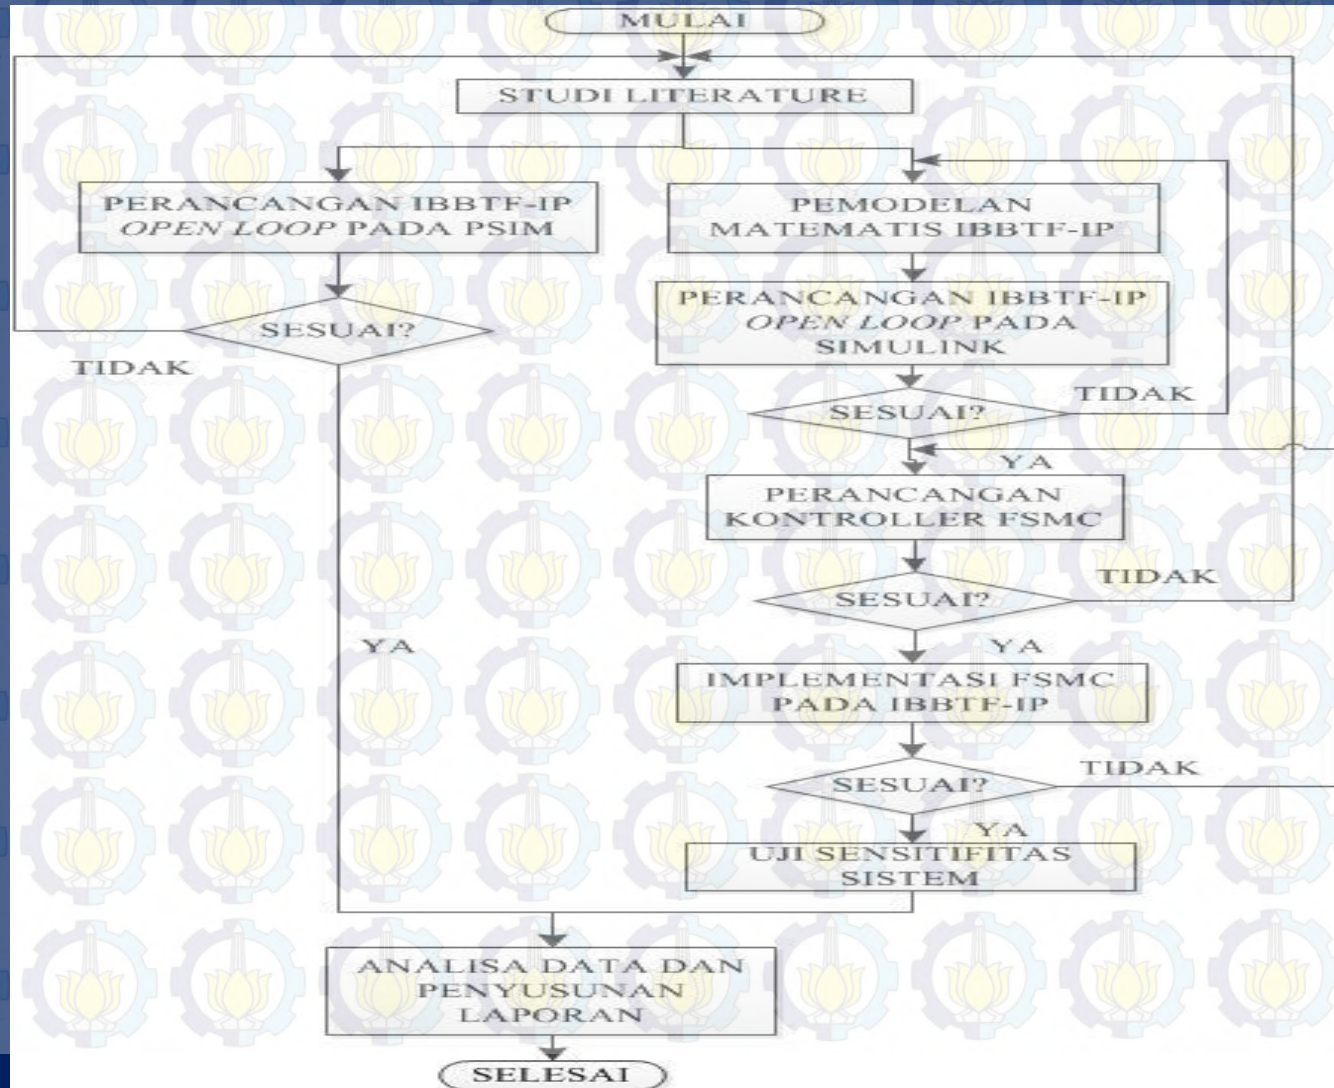 MULAI
STUDI LITERATURE
PERANCANGAN IBBTF-IP
OPEN LOOP PADA PSIM
SESUAI?
TIDAK
YA
PEMODELAN
MATEMATIS IBBTF-IP
PERANCANGAN IBBTF-IP
OPEN LOOP PADA
SIMULINK
SESUAI?
TIDAK
YA
PERANCANGAN
KONTROLLER FSMC
SESUAI?
TIDAK
YA
IMPLEMENTASI FSMC
PADA IBBTF-IP
SESUAI?
TIDAK
YA
UJI SENSITIFITAS
SISTEM
ANALISA DATA DAN
PENYUSUNAN
LAPORAN
SELESAI